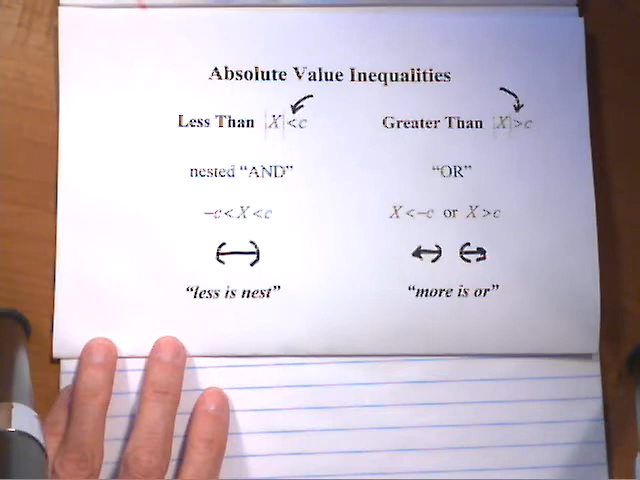 Absolute Value Inequalities
Less Than |X|<c
Greater Than |X|>c
nested “AND”
“OR”
−c<X<c
X<−c or X>c
“less is nest”
“more is or”